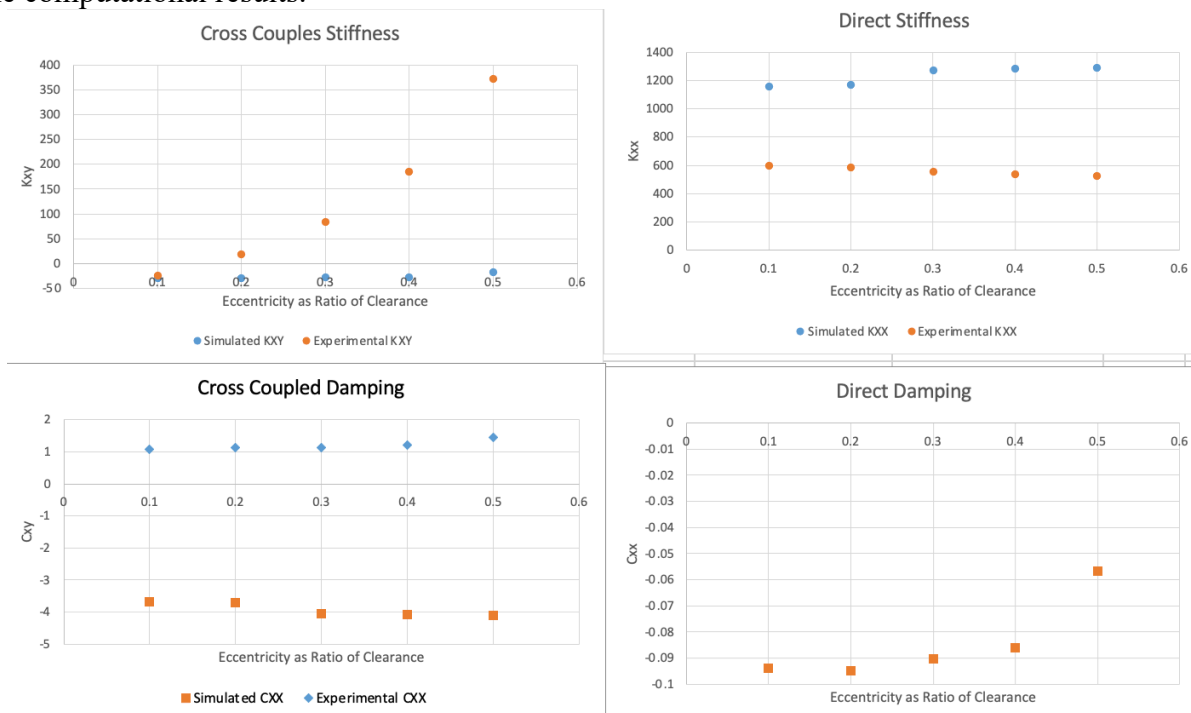 e computational results.
Cross Couples Stiffness
400
350
300
250
200
150
100
50
0
-50
Kxy
0 0.1 0.2 0.3 0.4 0.5 0.6
Eccentricity as Ratio of Clearance
Simulated KXY Experimental KXY
Direct Stiffness
1400
1200
1000
800
600
400
200
0
Kxx
0 0.1 0.2 0.3 0.4 0.5 0.6
Eccentricity as Ratio of Clearance
Simulated KXX Experimental KXX
Cross Coupled Damping
2
1
0
-1
-2
-3
-4
-5
Cxy
0 0.1 0.2 0.3 0.4 0.5 0.6
Eccentricity as Ratio of Clearance
Simulated CXX Experimental CXX
Direct Damping
0
-0.01
-0.02
-0.03
-0.04
-0.05
-0.06
-0.07
-0.08
-0.09
-0.1
Cxx
0 0.1 0.2 0.3 0.4 0.5 0.6
Eccentricity as Ratio of Clearance